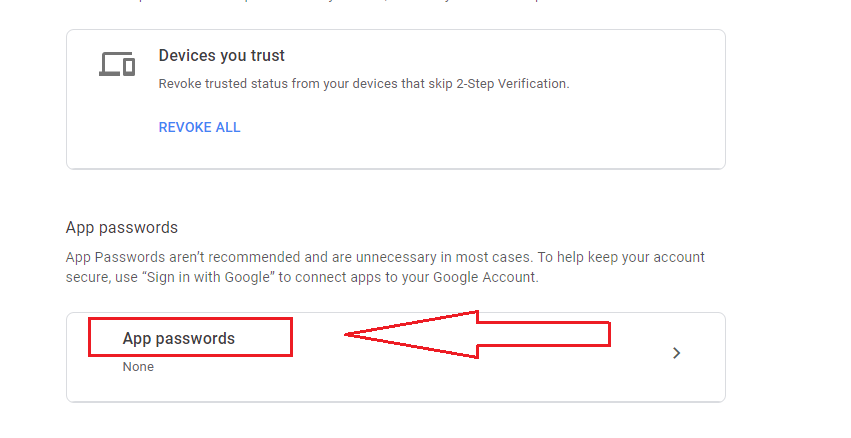 Devices you trust
Revoke trusted status from your devices that skip 2-Step Verification.
REVOKE ALL
App passwords
App Passwords aren't recommended and are unnecessary in most cases. To help keep your account
secure, use “Sign in with Google” to connect apps to your Google Account.
App passwords
None